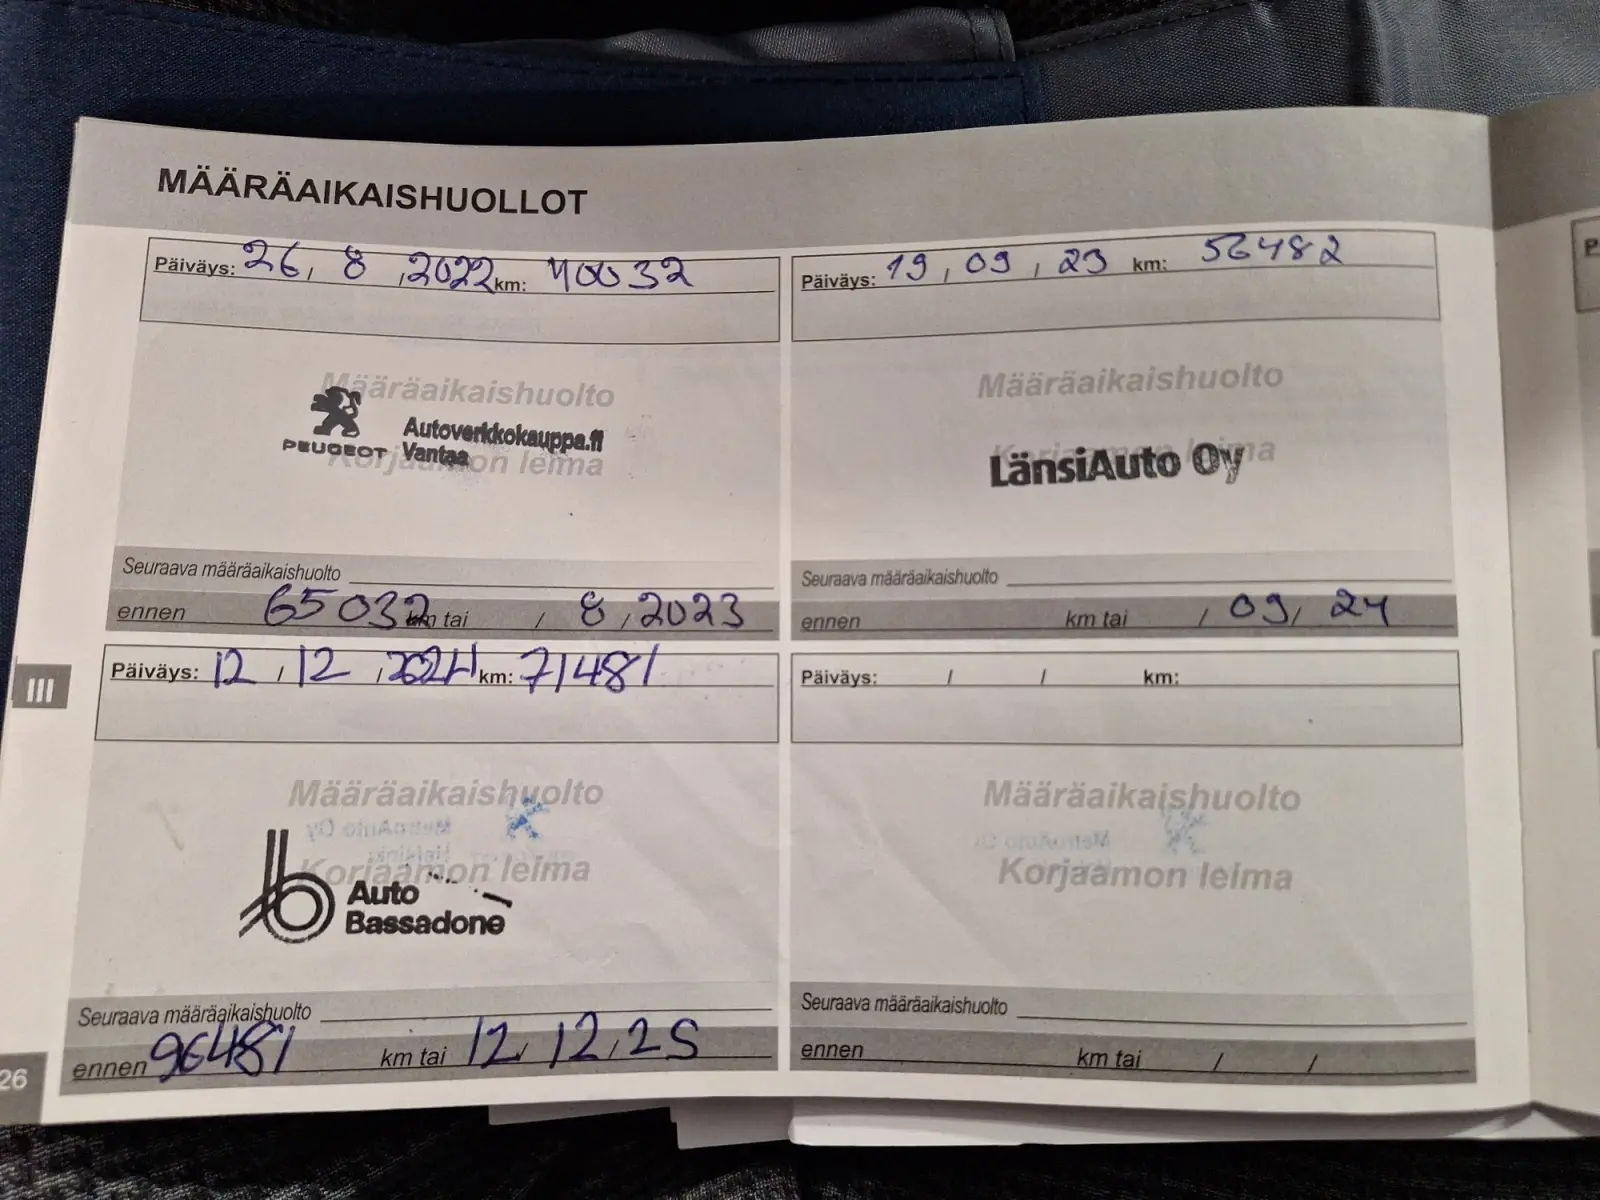 MÄÄRÄAIKAISHUOLLOT
Päiväys: 26, 8 ,2022 km: 40032
Määräaikaishuolto
Korjaamon leima
PEUGEOT
Autoverkkokauppa.fi
Vantaa
Seuraava määräaikaishuolto
ennen 65032 km tai / 8 , 2023
Päiväys: 19 , 09 , 23 km: 56482
Määräaikaishuolto
Korjaamon leima
LänsiAuto Oy
Seuraava määräaikaishuolto
ennen km tai / 09/ 24
Päiväys: 12 / 12 , 2024 km: 71481
Määräaikaishuolto
MetroAuto Oy
Helsinki
Korjaamon leima
Auto
Bassadone
Seuraava määräaikaishuolto
ennen 96481 km tai 12/ 12 / 25
Päiväys: / / km:
Määräaikaishuolto
Korjaamon leima
Seuraava määräaikaishuolto
ennen km tai / /
III
26